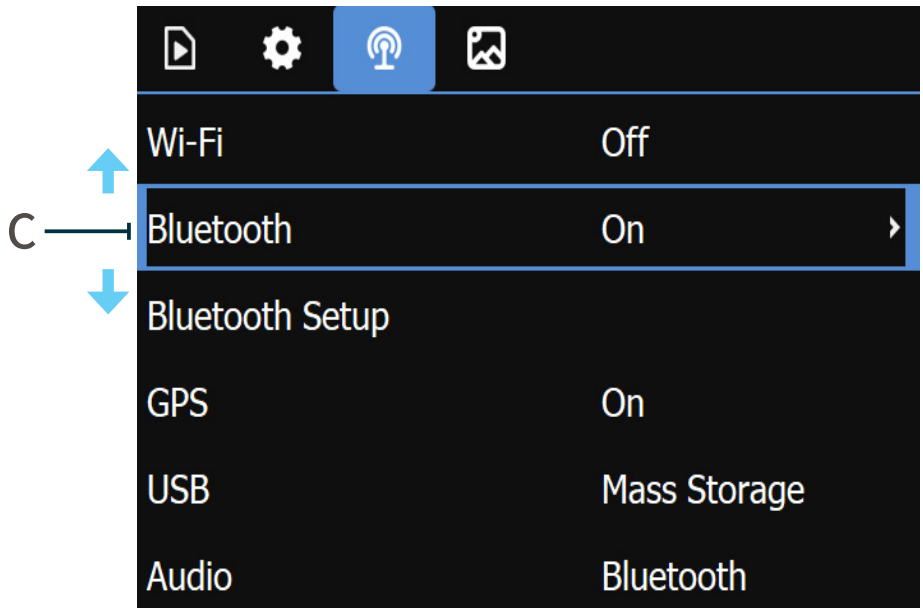 Wi-Fi Off
C Bluetooth On
Bluetooth Setup
GPS On
USB Mass Storage
Audio Bluetooth